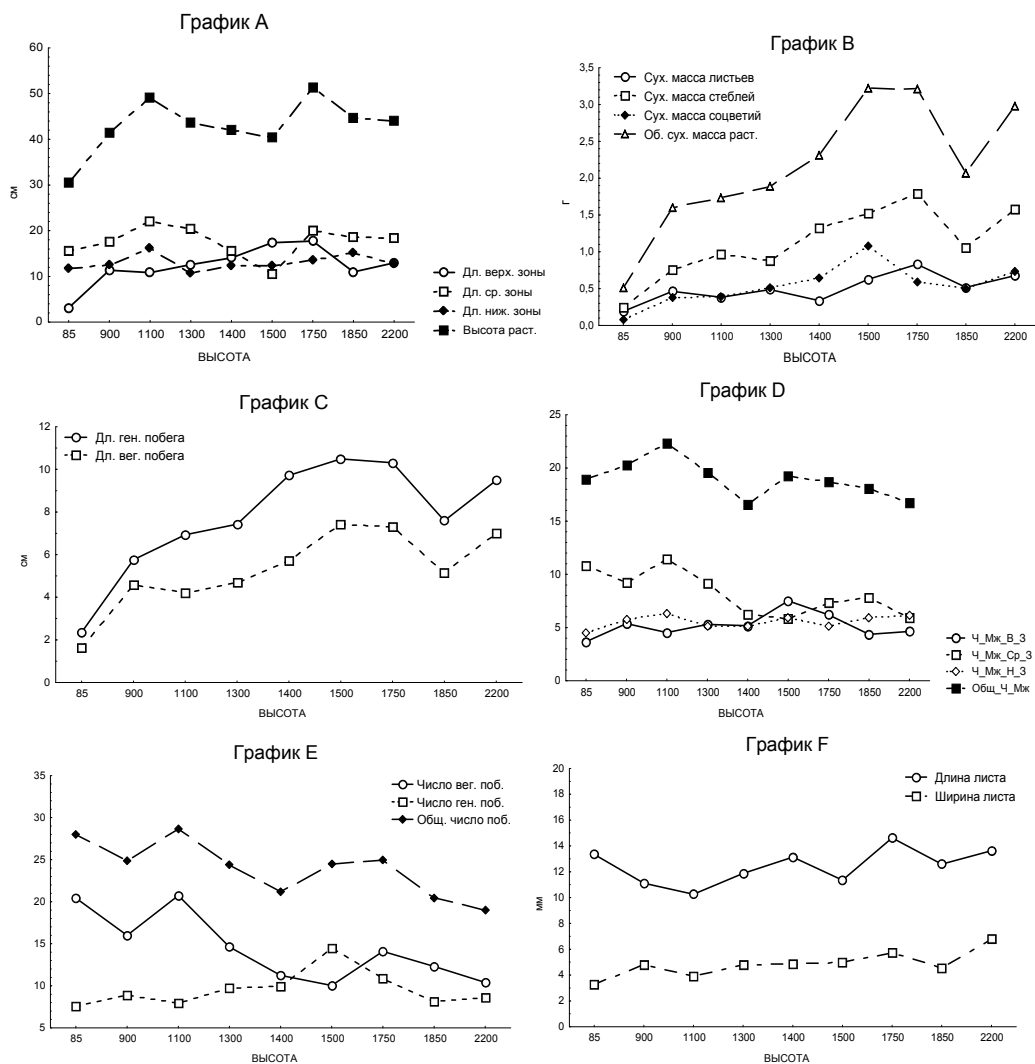 График A
60
50
40
30
20
10
0
см
85 900 1100 1300 1400 1500 1750 1850 2200
ВЫСОТА
Дл. верх. зоны
Дл. ср. зоны
Дл. ниж. зоны
Высота раст.
График B
3,5
3,0
2,5
2,0
1,5
1,0
0,5
0,0
г
Сух. масса листьев
Сух. масса стеблей
Сух. масса соцветий
Об. сух. масса раст.
85 900 1100 1300 1400 1500 1750 1850 2200
ВЫСОТА
График C
12
10
8
6
4
2
0
см
Дл. ген. побега
Дл. вег. побега
85 900 1100 1300 1400 1500 1750 1850 2200
ВЫСОТА
График D
25
20
15
10
5
0
85 900 1100 1300 1400 1500 1750 1850 2200
ВЫСОТА
Ч_Мж_В_З
Ч_Мж_Ср_З
Ч_Мж_Н_З
Общ_Ч_Мж
График E
35
30
25
20
15
10
5
Число вег. поб.
Число ген. поб.
Общ. число поб.
85 900 1100 1300 1400 1500 1750 1850 2200
ВЫСОТА
График F
20
18
16
14
12
10
8
6
4
2
0
мм
Длина листа
Ширина листа
85 900 1100 1300 1400 1500 1750 1850 2200
ВЫСОТА